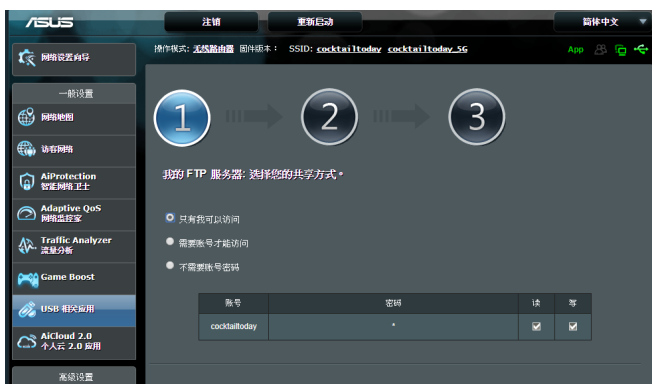 ASUS
注销
重新启动
简体中文
网络设置向导
操作模式: 无线路由器 固件版本: SSID: cocktailtoday cocktailtoday_5G
App
一般设置
网络地图
访客网络
AiProtection
智能网络卫士
Adaptive QoS
网络监控家
Traffic Analyzer
流量分析
Game Boost
USB 相关应用
AiCloud 2.0
个人云 2.0 应用
高级设置
1
2
3
我的 FTP 服务器: 选择您的共享方式。
只有我可以访问
需要账号才能访问
不需要账号密码
账号
密码
读
写
cocktailtoday
*